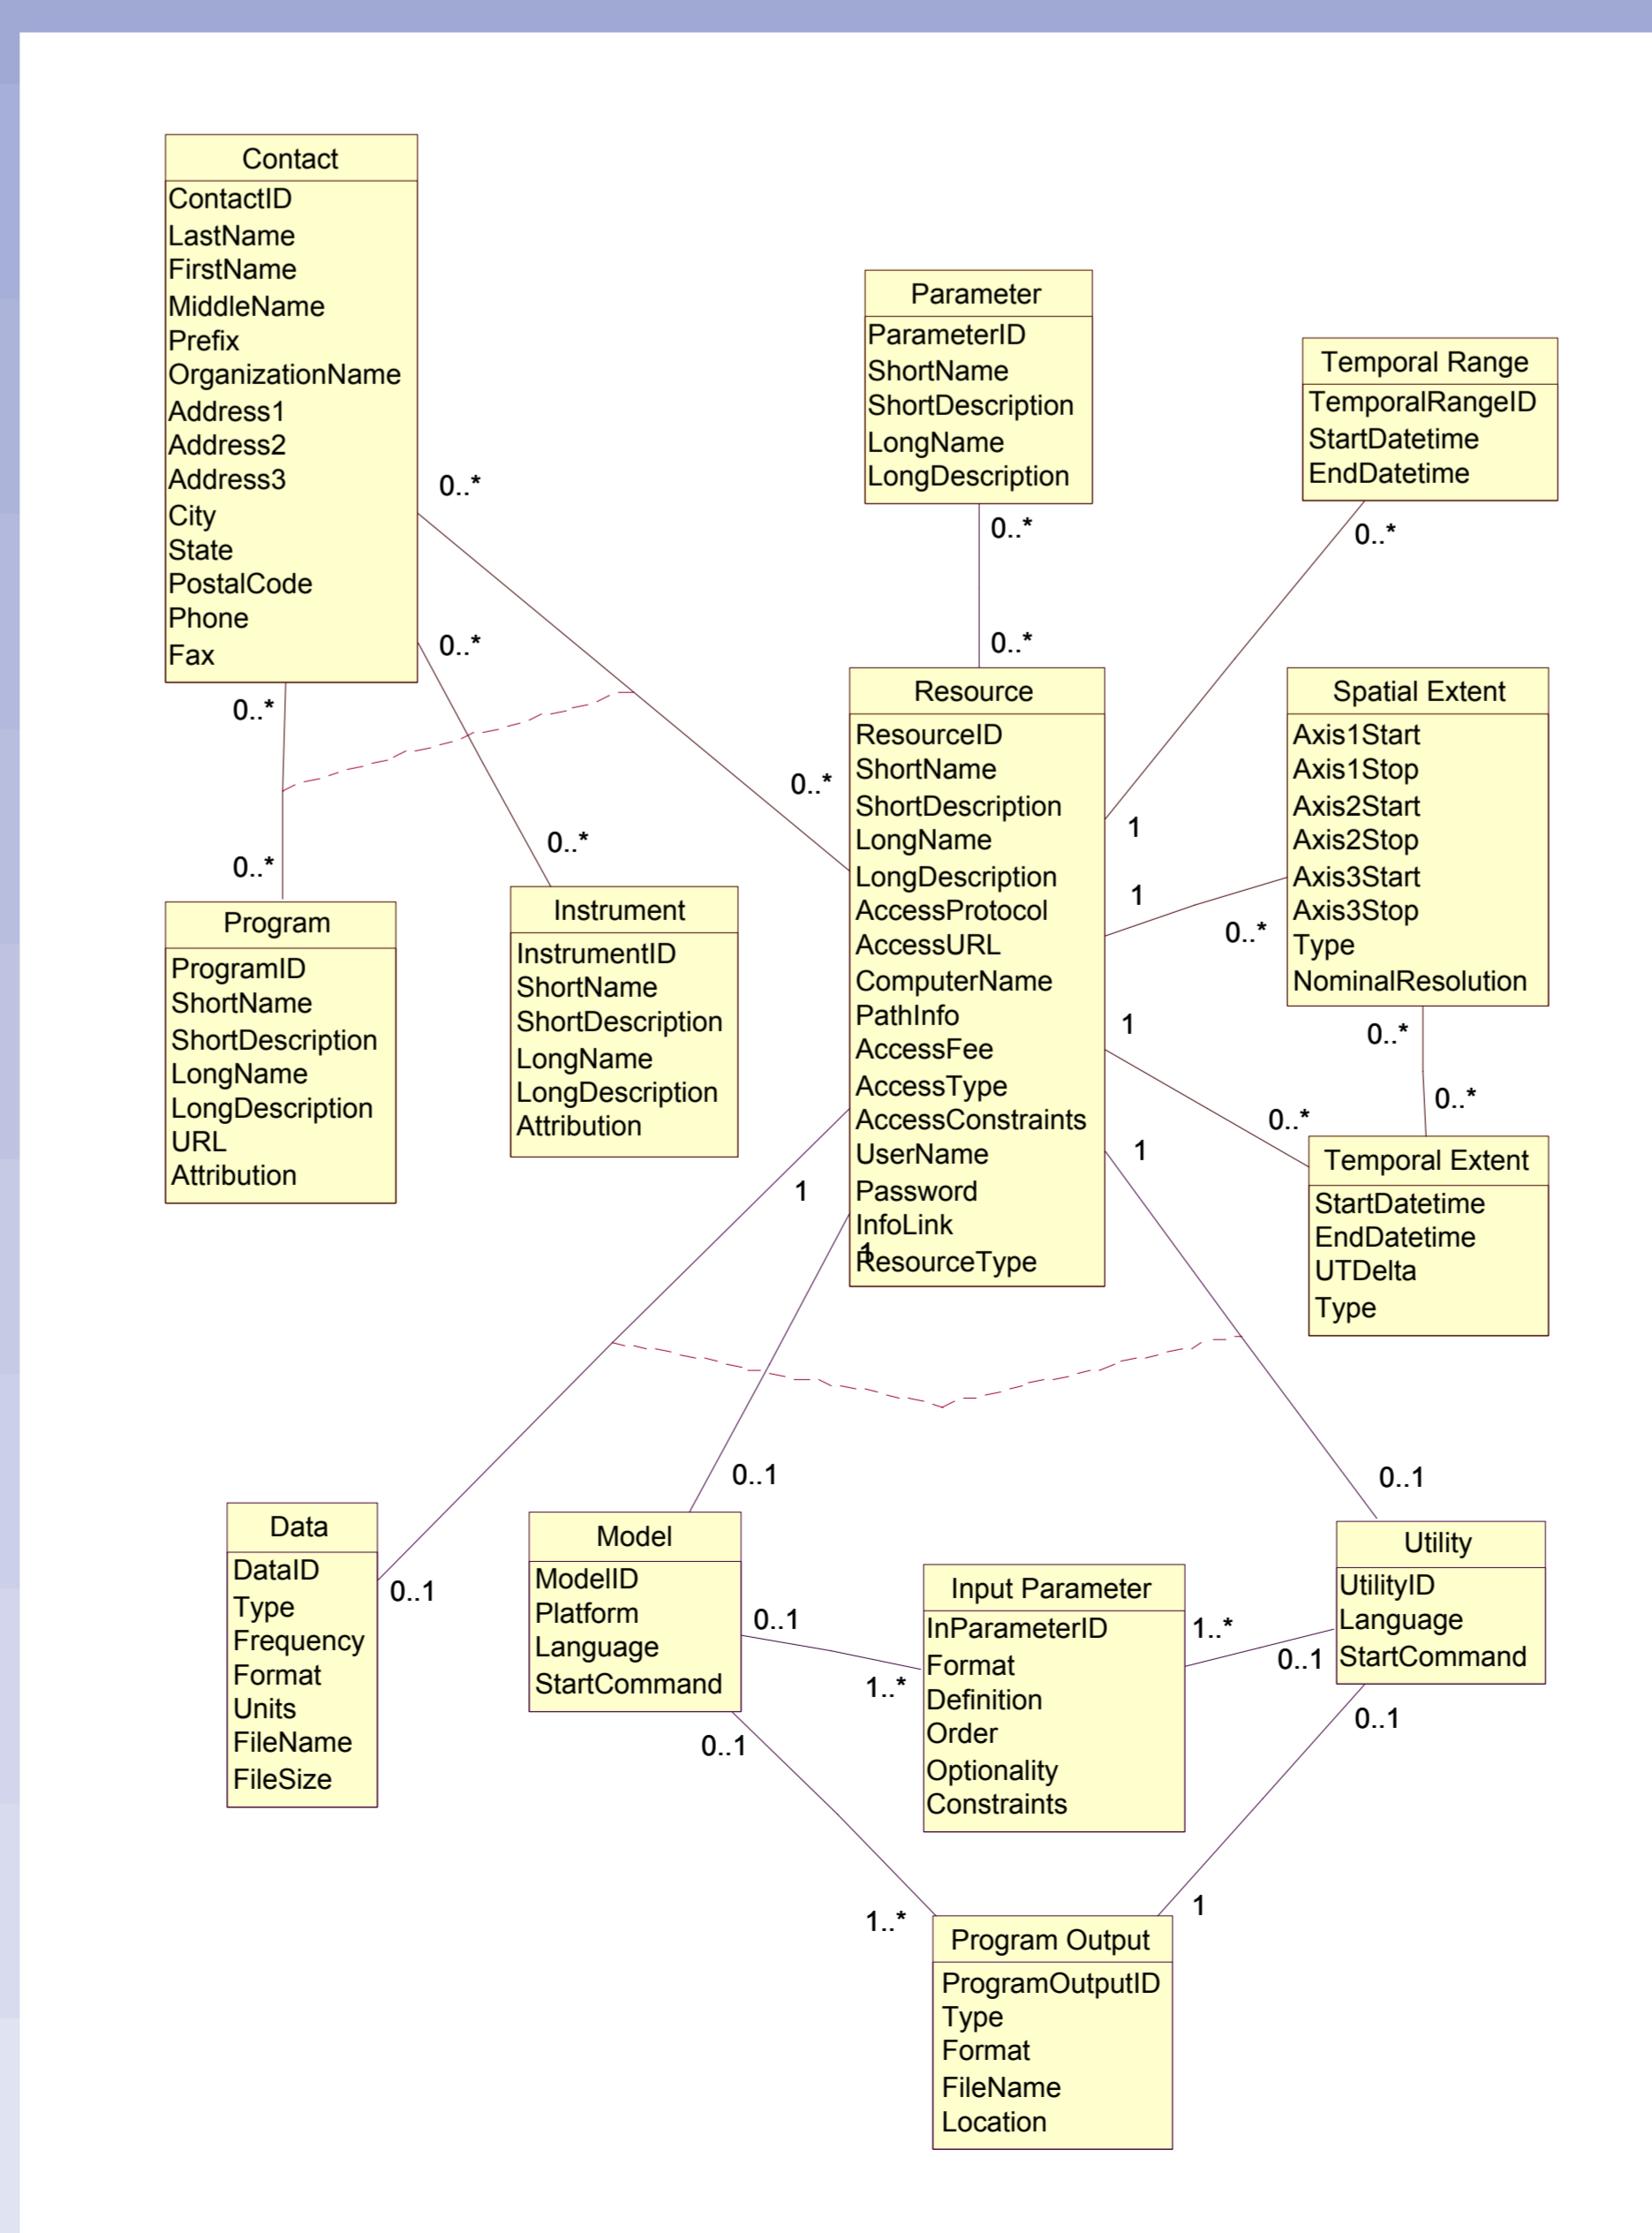 Contact
ContactID
LastName
FirstName
MiddleName
Prefix
OrganizationName
Address1
Address2
Address3
City
State
PostalCode
Phone
Fax
0..*
0..*
0..*
Parameter
ParameterID
ShortName
ShortDescription
LongName
LongDescription
0..*
0..*
Temporal Range
TemporalRangeID
StartDatetime
EndDatetime
0..*
Resource
ResourceID
ShortName
ShortDescription
LongName
LongDescription
AccessProtocol
AccessURL
ComputerName
PathInfo
AccessFee
AccessType
AccessConstraints
UserName
Password
InfoLink
ResourceType
0..*
1
1
1
1
1
1
Spatial Extent
Axis1Start
Axis1Stop
Axis2Start
Axis2Stop
Axis3Start
Axis3Stop
Type
NominalResolution
0..*
0..*
0..*
0..*
Temporal Extent
StartDatetime
EndDatetime
UTDelta
Type
0..*
Program
ProgramID
ShortName
ShortDescription
LongName
LongDescription
URL
Attribution
0..*
Instrument
InstrumentID
ShortName
ShortDescription
LongName
LongDescription
Attribution
Data
DataID
Type
Frequency
Format
Units
FileName
FileSize
0..1
0..1
Model
ModelID
Platform
Language
StartCommand
0..1
0..1
Input Parameter
InParameterID
Format
Definition
Order
Optionality
Constraints
1..*
1..*
0..1
Utility
UtilityID
Language
StartCommand
0..1
0..1
1..*
1
Program Output
ProgramOutputID
Type
Format
FileName
Location